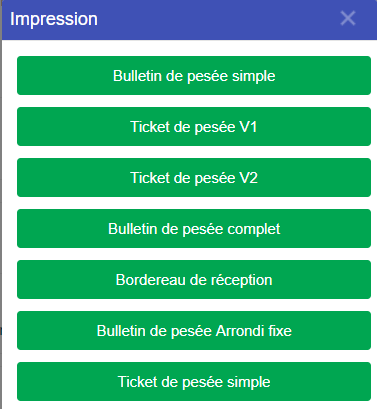 Impression
Bulletin de pesée simple
Ticket de pesée V1
Ticket de pesée V2
Bulletin de pesée complet
Bordereau de réception
Bulletin de pesée Arrondi fixe
Ticket de pesée simple